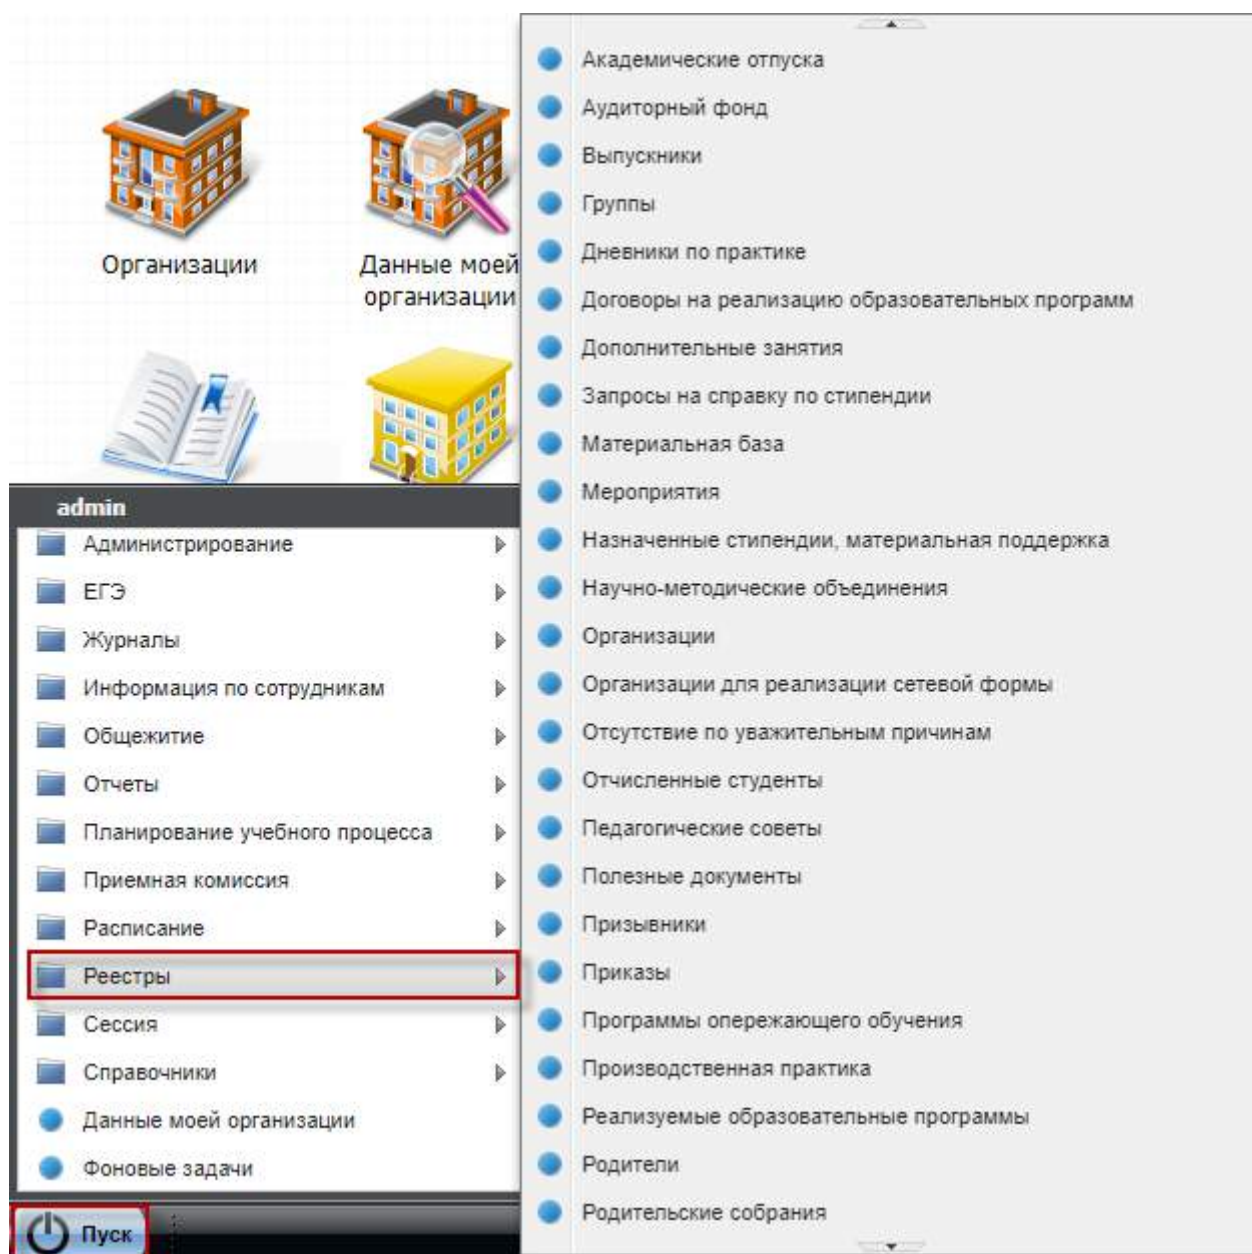 Организации
Данные моей
организации
admin
Администрирование
ЕГЭ
Журналы
Информация по сотрудникам
Общежитие
Отчеты
Планирование учебного процесса
Приемная комиссия
Расписание
Реестры
Сессия
Справочники
Данные моей организации
Фоновые задачи
Пуск
Академические отпуска
Аудиторный фонд
Выпускники
Группы
Дневники по практике
Договоры на реализацию образовательных программ
Дополнительные занятия
Запросы на справку по стипендии
Материальная база
Мероприятия
Назначенные стипендии, материальная поддержка
Научно-методические объединения
Организации
Организации для реализации сетевой формы
Отсутствие по уважительным причинам
Отчисленные студенты
Педагогические советы
Полезные документы
Призывники
Приказы
Программы опережающего обучения
Производственная практика
Реализуемые образовательные программы
Родители
Родительские собрания